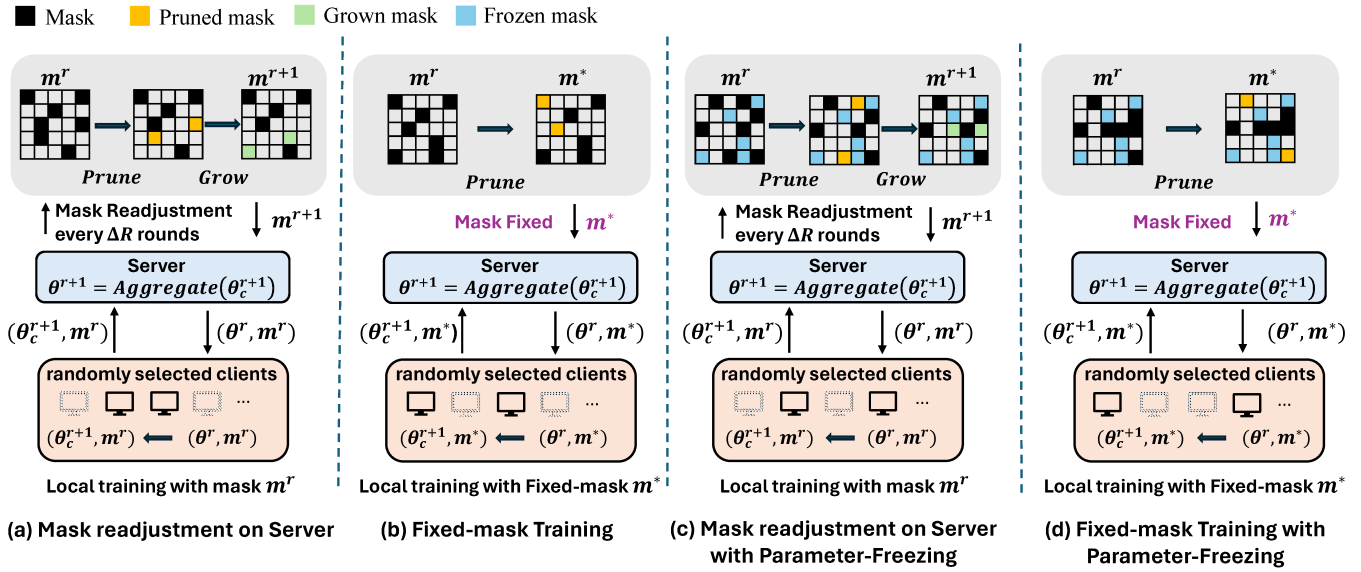 Mask Pruned mask Grown mask Frozen mask
m^r m^{r+1}
Prune Grow
Mask Readjustment
every ΔR rounds
m^{r+1}
Server
θ^{r+1} = Aggregate(θ_c^{r+1})
(θ_c^{r+1}, m^r) (θ^r, m^r)
randomly selected clients
...
(θ_c^{r+1}, m^r) (θ^r, m^r)
Local training with mask m^r
(a) Mask readjustment on Server
m^r m^*
Prune
Mask Fixed m^*
Server
θ^{r+1} = Aggregate(θ_c^{r+1})
(θ_c^{r+1}, m^*) (θ^r, m^*)
randomly selected clients
...
(θ_c^{r+1}, m^*) (θ^r, m^*)
Local training with Fixed-mask m^*
(b) Fixed-mask Training
m^r m^{r+1}
Prune Grow
Mask Readjustment
every ΔR rounds
m^{r+1}
Server
θ^{r+1} = Aggregate(θ_c^{r+1})
(θ_c^{r+1}, m^r) (θ^r, m^r)
randomly selected clients
...
(θ_c^{r+1}, m^r) (θ^r, m^r)
Local training with mask m^r
(c) Mask readjustment on Server
with Parameter-Freezing
m^r m^*
Prune
Mask Fixed m^*
Server
θ^{r+1} = Aggregate(θ_c^{r+1})
(θ_c^{r+1}, m^*) (θ^r, m^*)
randomly selected clients
...
(θ_c^{r+1}, m^*) (θ^r, m^*)
Local training with Fixed-mask m^*
(d) Fixed-mask Training with
Parameter-Freezing